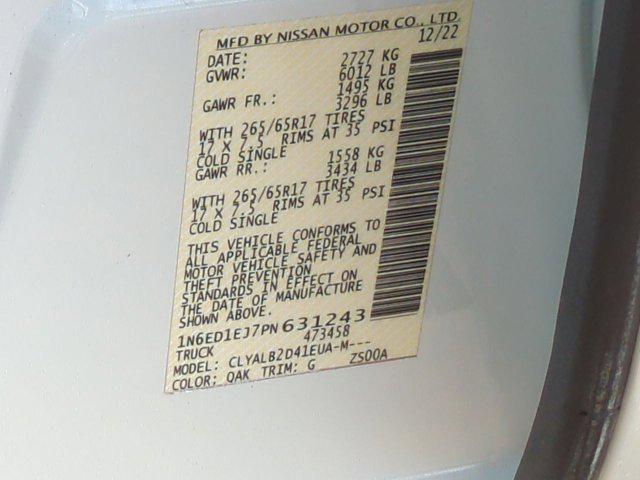 MFD BY NISSAN MOTOR CO., LTD.
DATE: 12/22
GVWR: 2727 KG
6012 LB
GAWR FR.: 1495 KG
3296 LB
WITH 265/65R17 TIRES
17 X 7.5 RIMS AT 35 PSI
COLD SINGLE
GAWR RR.: 1558 KG
3434 LB
WITH 265/65R17 TIRES
17 X 7.5 RIMS AT 35 PSI
COLD SINGLE
THIS VEHICLE CONFORMS TO
ALL APPLICABLE FEDERAL
MOTOR VEHICLE SAFETY AND
THEFT PREVENTION
STANDARDS IN EFFECT ON
THE DATE OF MANUFACTURE
SHOWN ABOVE.
1N6ED1EJ7PN631243
TRUCK 473458
MODEL: CLYALB2D41EUA-M---
COLOR: QAK TRIM: G ZS00A